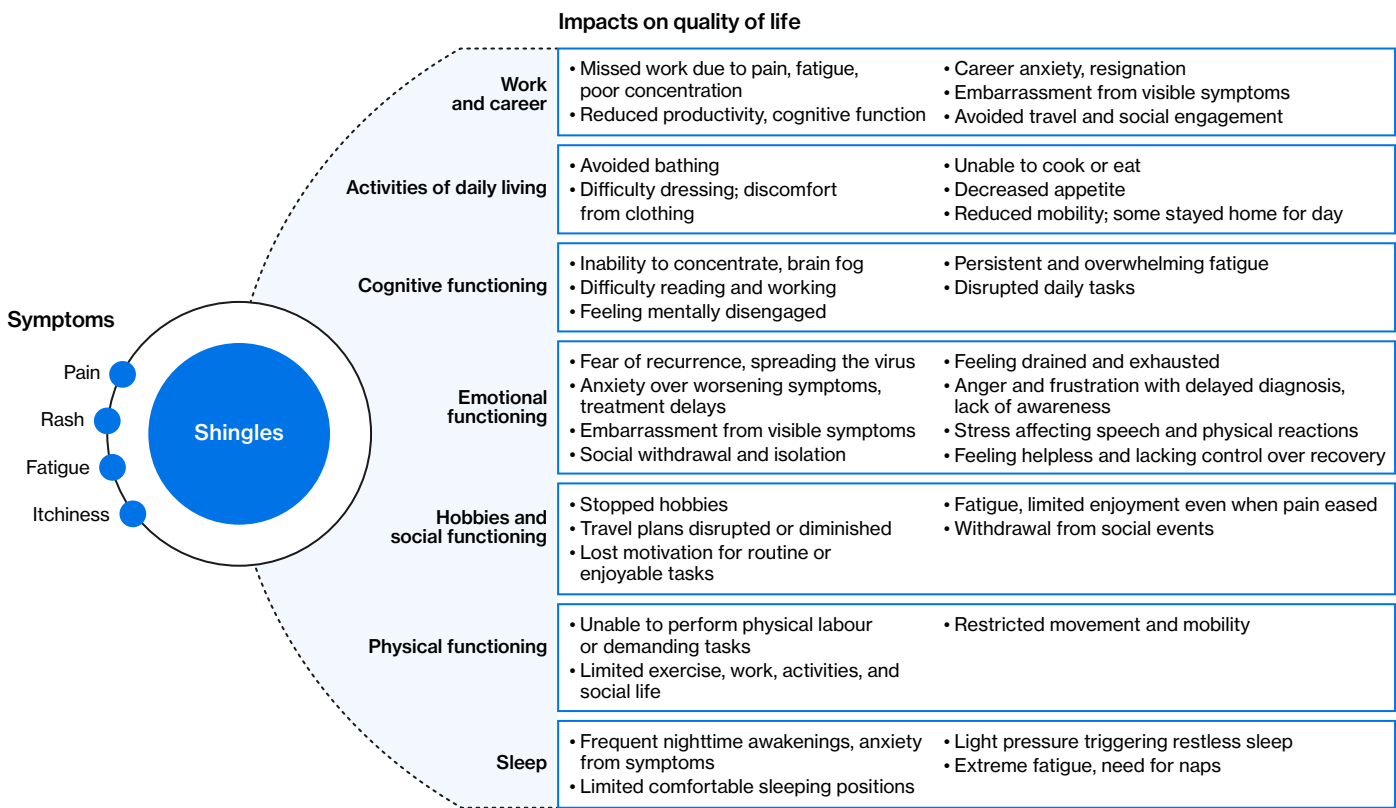 Impacts on quality of life
Symptoms
Pain
Rash
Fatigue
Itchiness
Shingles
Work
and career
• Missed work due to pain, fatigue,
poor concentration
• Reduced productivity, cognitive function
• Career anxiety, resignation
• Embarrassment from visible symptoms
• Avoided travel and social engagement
Activities of daily living
• Avoided bathing
• Difficulty dressing; discomfort
from clothing
• Unable to cook or eat
• Decreased appetite
• Reduced mobility; some stayed home for day
Cognitive functioning
• Inability to concentrate, brain fog
• Difficulty reading and working
• Feeling mentally disengaged
• Persistent and overwhelming fatigue
• Disrupted daily tasks
Emotional
functioning
• Fear of recurrence, spreading the virus
• Anxiety over worsening symptoms,
treatment delays
• Embarrassment from visible symptoms
• Social withdrawal and isolation
• Feeling drained and exhausted
• Anger and frustration with delayed diagnosis,
lack of awareness
• Stress affecting speech and physical reactions
• Feeling helpless and lacking control over recovery
Hobbies and
social functioning
• Stopped hobbies
• Travel plans disrupted or diminished
• Lost motivation for routine or
enjoyable tasks
• Fatigue, limited enjoyment even when pain eased
• Withdrawal from social events
Physical functioning
• Unable to perform physical labour
or demanding tasks
• Limited exercise, work, activities, and
social life
• Restricted movement and mobility
Sleep
• Frequent nighttime awakenings, anxiety
from symptoms
• Limited comfortable sleeping positions
• Light pressure triggering restless sleep
• Extreme fatigue, need for naps